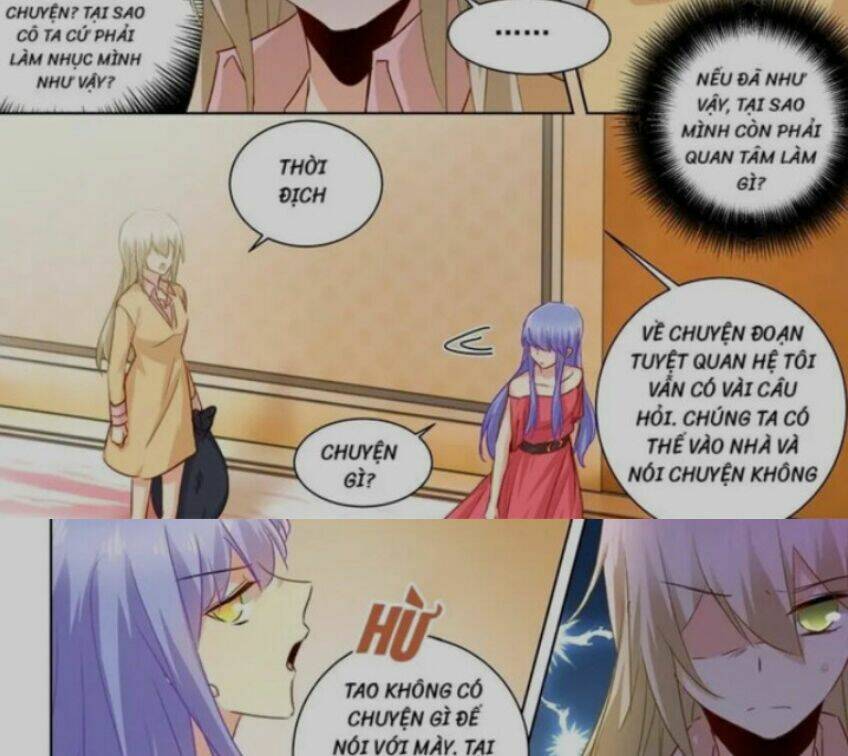 CHUYỆN? TẠI SAO
CÔ TA CỨ PHẢI
LÀM NHỤC MÌNH
NHƯ VẬY?
......
NẾU ĐÃ NHƯ
VẬY, TẠI SAO
MÌNH CÒN PHẢI
QUAN TÂM LÀM
GÌ?
THỜI
ĐỊCH
VỀ CHUYỆN ĐOẠN
TUYỆT QUAN HỆ TÔI
VẪN CÓ VÀI CÂU
HỎI. CHÚNG TA CÓ
THỂ VÀO NHÀ VÀ
NÓI CHUYỆN KHÔNG
CHUYỆN
GÌ?
HỪ
TAO KHÔNG CÓ
CHUYỆN GÌ ĐỂ
NÓI VỚI MÀY. TẠI